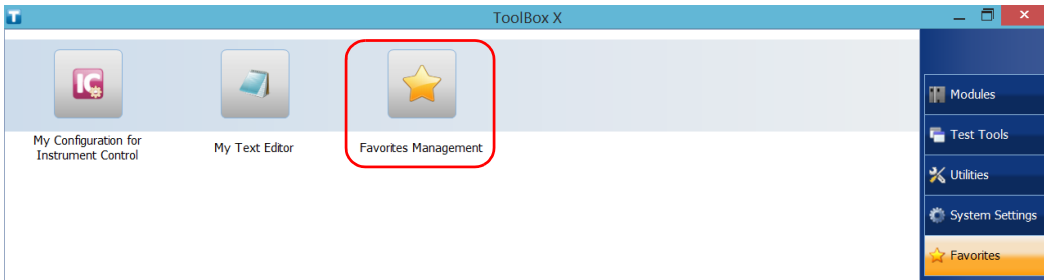 ToolBox X
My Configuration for
Instrument Control
My Text Editor
Favorites Management
Modules
Test Tools
Utilities
System Settings
Favorites